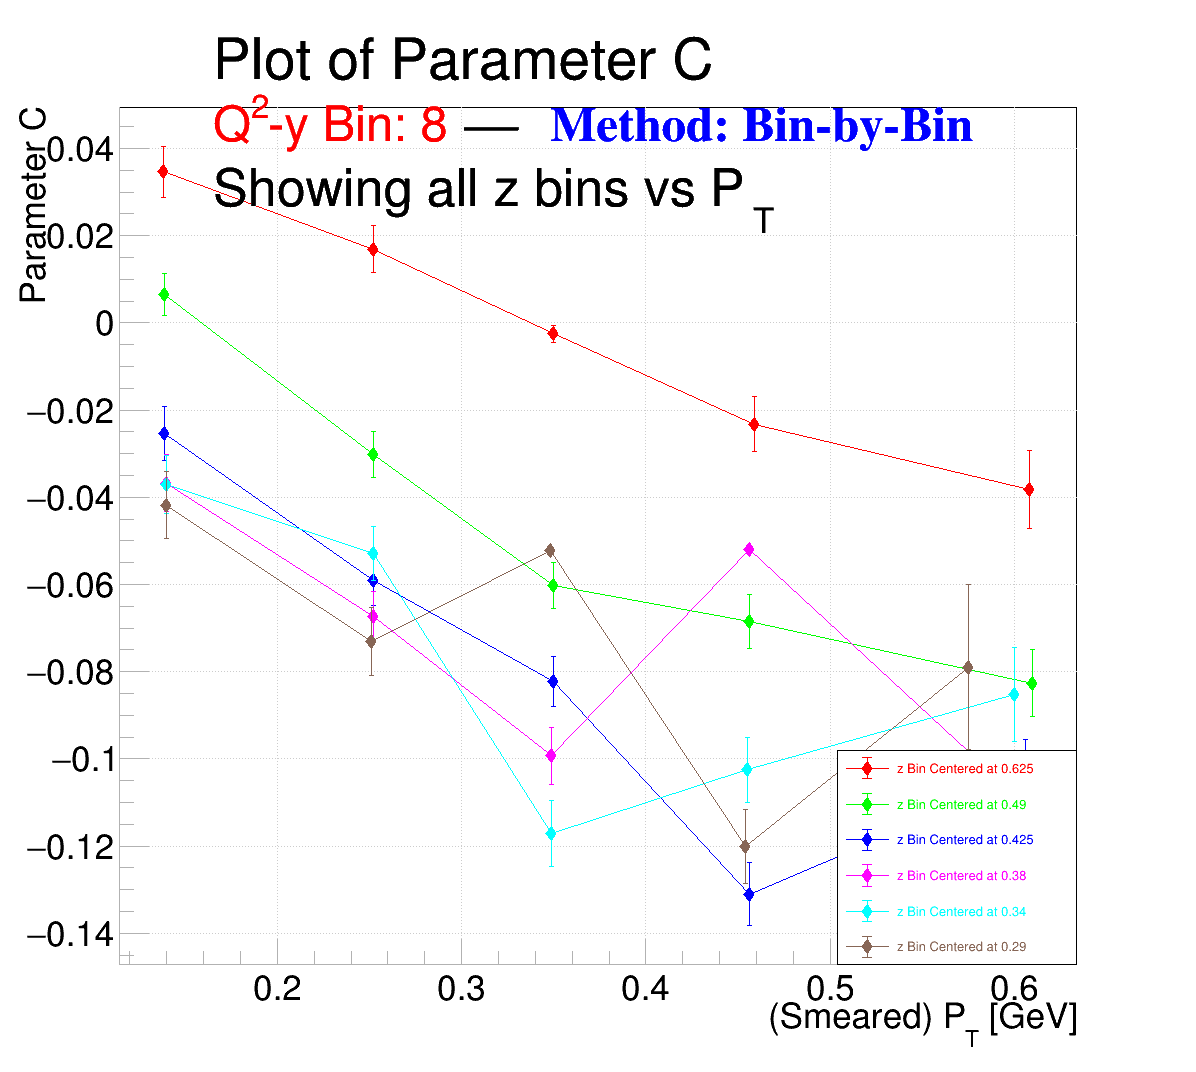 Plot of Parameter C
Q²-y Bin: 8 — Method: Bin-by-Bin
Showing all z bins vs P_T
Parameter C
0.04
0.02
0
−0.02
−0.04
−0.06
−0.08
−0.1
−0.12
−0.14
z Bin Centered at 0.625
z Bin Centered at 0.49
z Bin Centered at 0.425
z Bin Centered at 0.38
z Bin Centered at 0.34
z Bin Centered at 0.29
0.2 0.3 0.4 0.5 0.6
(Smeared) P_T [GeV]